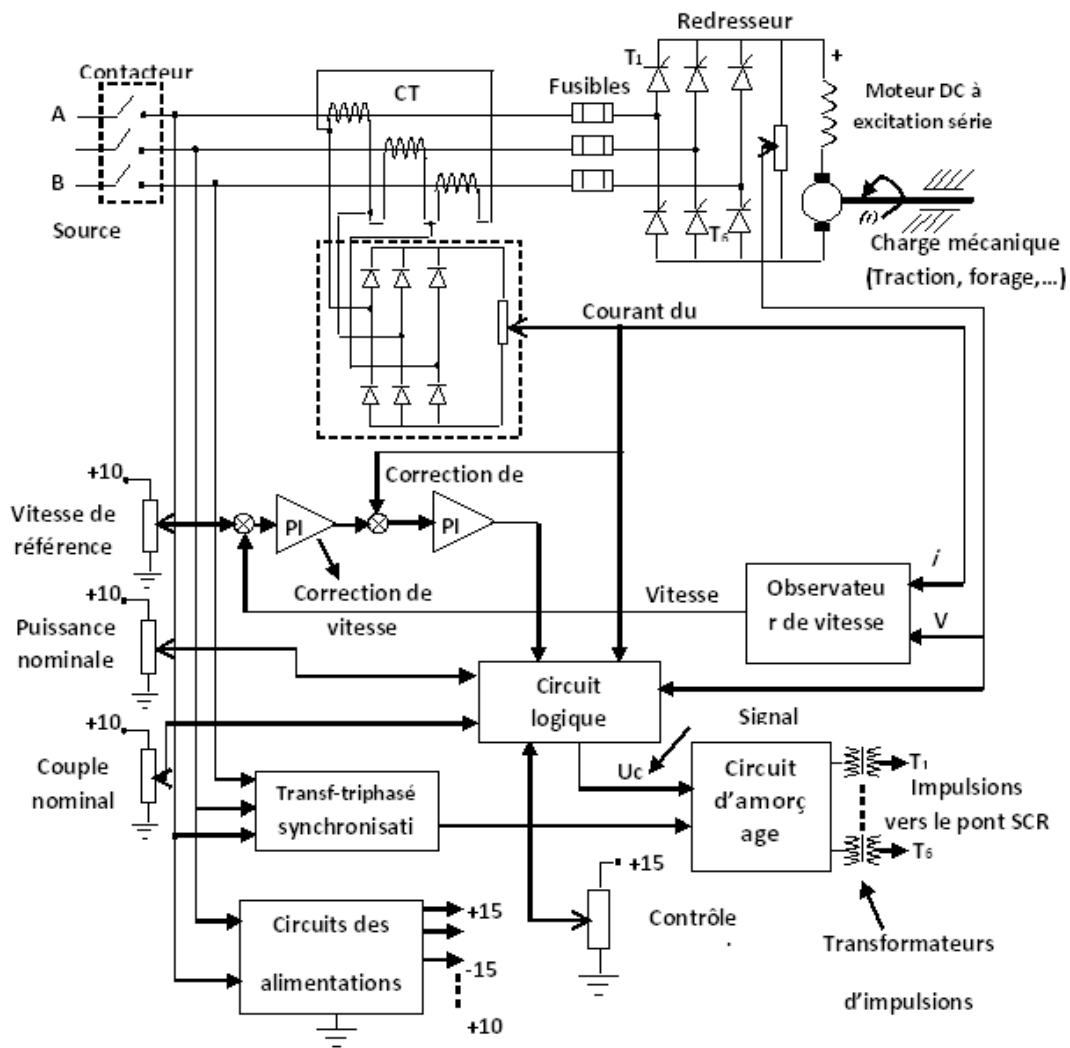 Redresseur
Contacteur
T1
+
CT
Fusibles
Moteur DC à
excitation série
A
B
Source
T6
Charge mécanique
(Traction, forage,...)
Courant du
+10
Correction de
Vitesse de
référence
PI
PI
i
Correction de
vitesse
Vitesse
Observateu
r de vitesse
V
+10
Puissance
nominale
Circuit
logique
Signal
+10
Couple
nominal
Uc
Circuit
d'amorç
age
T1
Impulsions
vers le pont SCR
T6
Transf-triphasé
synchronisati
+15
Contrôle
Circuits des
alimentations
+15
-15
+10
Transformateurs
d'impulsions